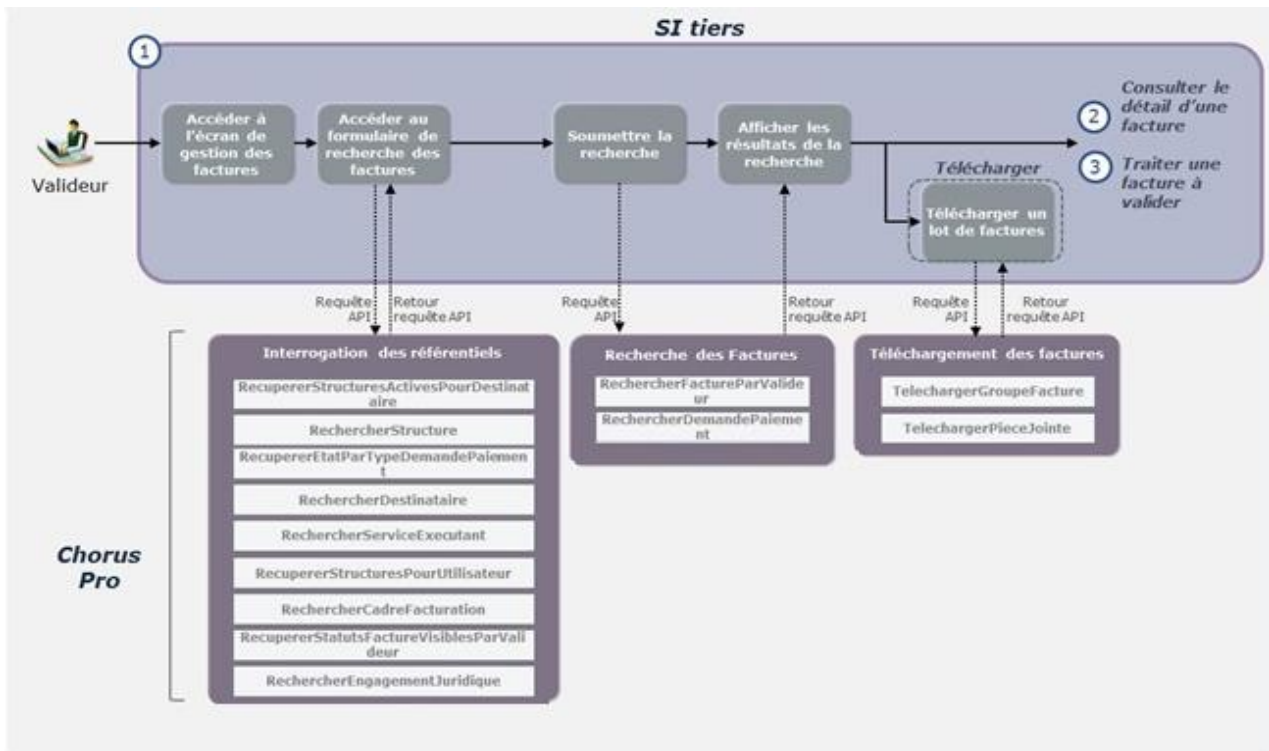 SI tiers
1
Accéder à
l'écran de
gestion des
factures
Accéder au
formulaire de
recherche des
factures
Soumettre la
recherche
Afficher les
résultats de la
recherche
2
Consulter le
détail d'une
facture
3
Traiter une
facture à
valider
Télécharger
Télécharger un
lot de factures
Valideur
Requête
API
Retour
requête API
Requête
API
Retour
requête API
Requête
API
Retour
requête API
Chorus
Pro
Interrogation des référentiels
RecupererStructuresActivesPourDestinat
aire
RechercherStructure
RecupererEtatParTypeDemandePaiemen
t
RechercherDestinataire
RechercherServiceExecutant
RecupererStructuresPourUtilisateur
RechercherCadreFacturation
RecupererStatutsFactureVisiblesParVali
deur
RechercherEngagementJuridique
Recherche des Factures
RechercherFactureParValide
ur
RechercherDemandePaieme
nt
Téléchargement des factures
TelechargerGroupeFacture
TelechargerPieceJointe